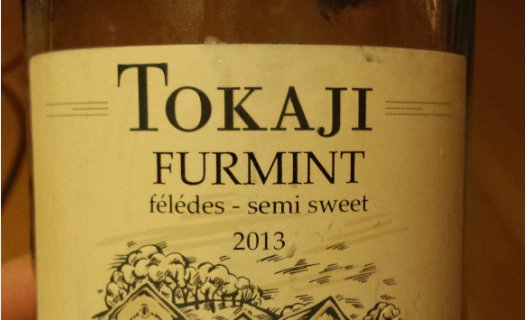 TOKAJI
FURMINT
félédes - semi sweet
2013